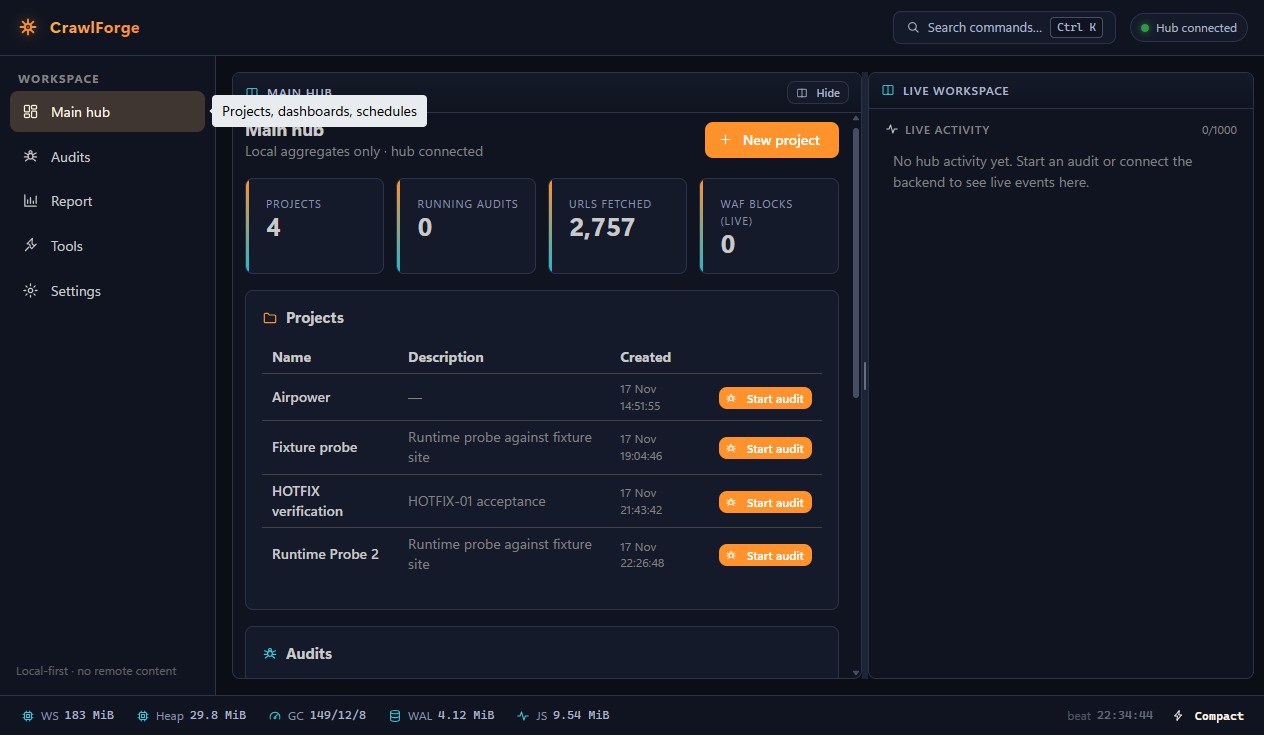 CrawlForge
Search commands... Ctrl K
Hub connected
WORKSPACE
Main hub
Audits
Report
Tools
Settings
Local-first · no remote content
Projects, dashboards, schedules
MAIN HUB
Hide
Main hub
Local aggregates only · hub connected
New project
PROJECTS
4
RUNNING AUDITS
0
URLS FETCHED
2,757
WAF BLOCKS
(LIVE)
0
Projects
Name Description Created
Airpower — 17 Nov
14:51:55
Start audit
Fixture probe
Runtime probe against fixture
site
17 Nov
19:04:46
Start audit
HOTFIX
verification
HOTFIX-01 acceptance
17 Nov
21:43:42
Start audit
Runtime Probe 2
Runtime probe against fixture
site
17 Nov
22:26:48
Start audit
Audits
LIVE WORKSPACE
LIVE ACTIVITY 0/1000
No hub activity yet. Start an audit or connect the
backend to see live events here.
WS 183 MiB Heap 29.8 MiB GC 149/12/8 WAL 4.12 MiB JS 9.54 MiB beat 22:34:44 Compact